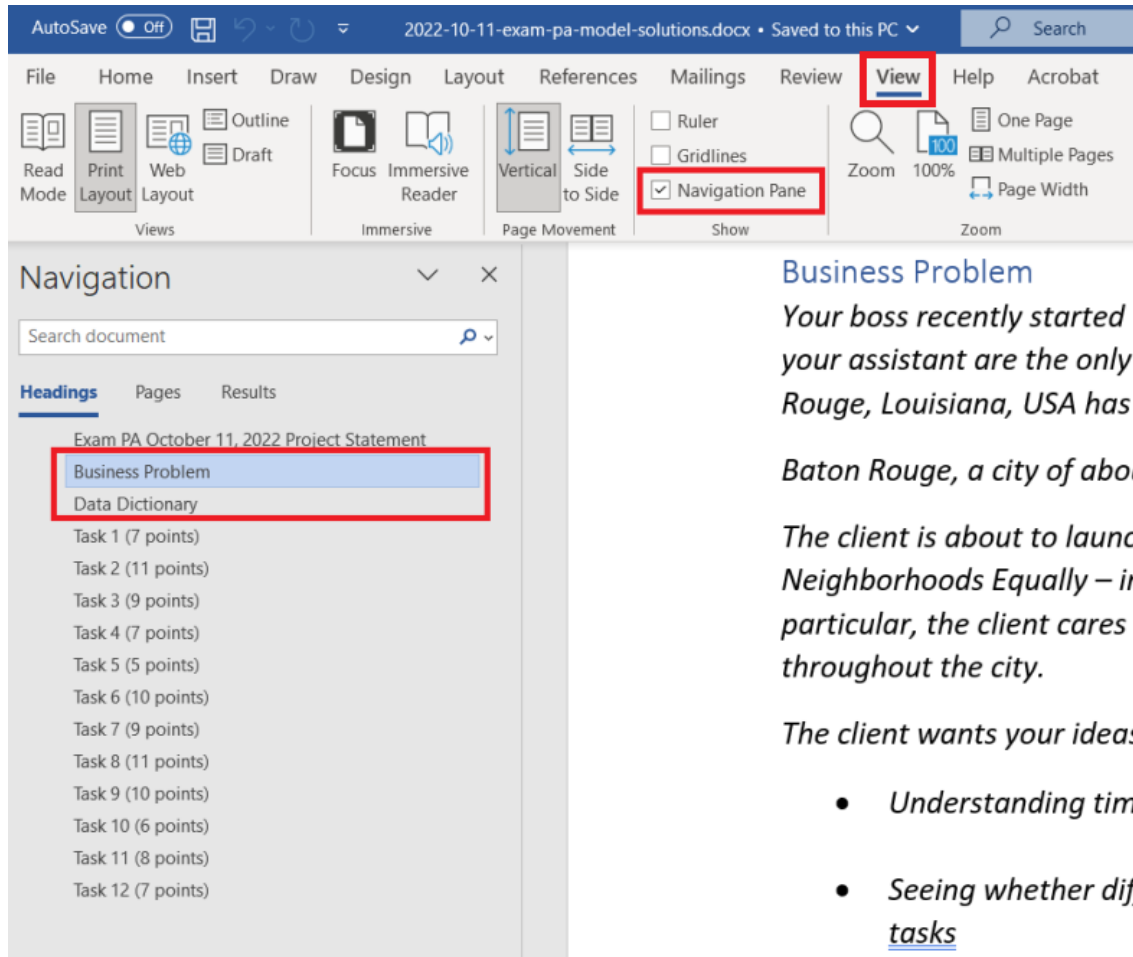 AutoSave Off 2022-10-11-exam-pa-model-solutions.docx • Saved to this PC Search
File Home Insert Draw Design Layout References Mailings Review View Help Acrobat
Read Mode
Print Layout
Web Layout
Outline
Draft
Views
Focus
Immersive Reader
Immersive
Vertical
Side to Side
Page Movement
Ruler
Gridlines
Navigation Pane
Show
Zoom
100
100%
One Page
Multiple Pages
Page Width
Zoom
Navigation
Search document
Headings Pages Results
Exam PA October 11, 2022 Project Statement
Business Problem
Data Dictionary
Task 1 (7 points)
Task 2 (11 points)
Task 3 (9 points)
Task 4 (7 points)
Task 5 (5 points)
Task 6 (10 points)
Task 7 (9 points)
Task 8 (11 points)
Task 9 (10 points)
Task 10 (6 points)
Task 11 (8 points)
Task 12 (7 points)
Business Problem
Your boss recently started
your assistant are the only
Rouge, Louisiana, USA has
Baton Rouge, a city of abo
The client is about to laun
Neighborhoods Equally – i
particular, the client cares
throughout the city.
The client wants your ideas
• Understanding tim
• Seeing whether dif
tasks